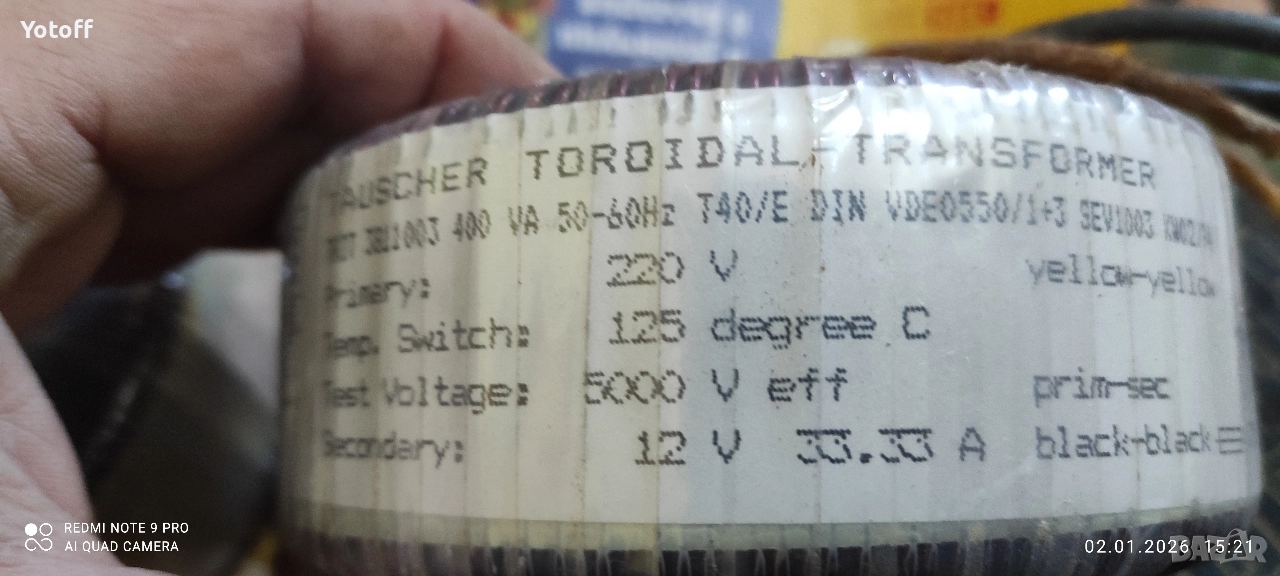 Yotoff
TAUSCHER TOROIDAL-TRANSFORMER
400 VA 50-60Hz T40/E DIN VDE0550/1+3 SEV1003
Primary: 220 V yellow-yellow
Temp. Switch: 125 degree C
Test Voltage: 5000 V eff prim-sec
Secondary: 12 V 33.33 A black-black
REDMI NOTE 9 PRO
AI QUAD CAMERA
02.01.2026 15:21
BAZAR